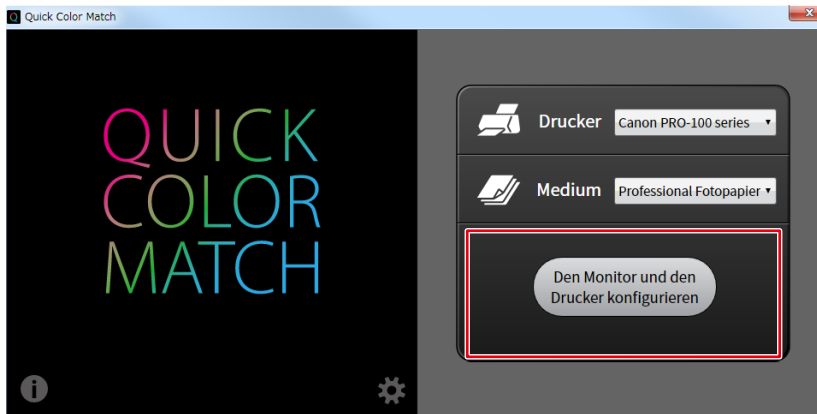 Quick Color Match
QUICK
COLOR
MATCH
Drucker
Canon PRO-100 series
Medium
Professional Fotopapier
Den Monitor und den
Drucker konfigurieren